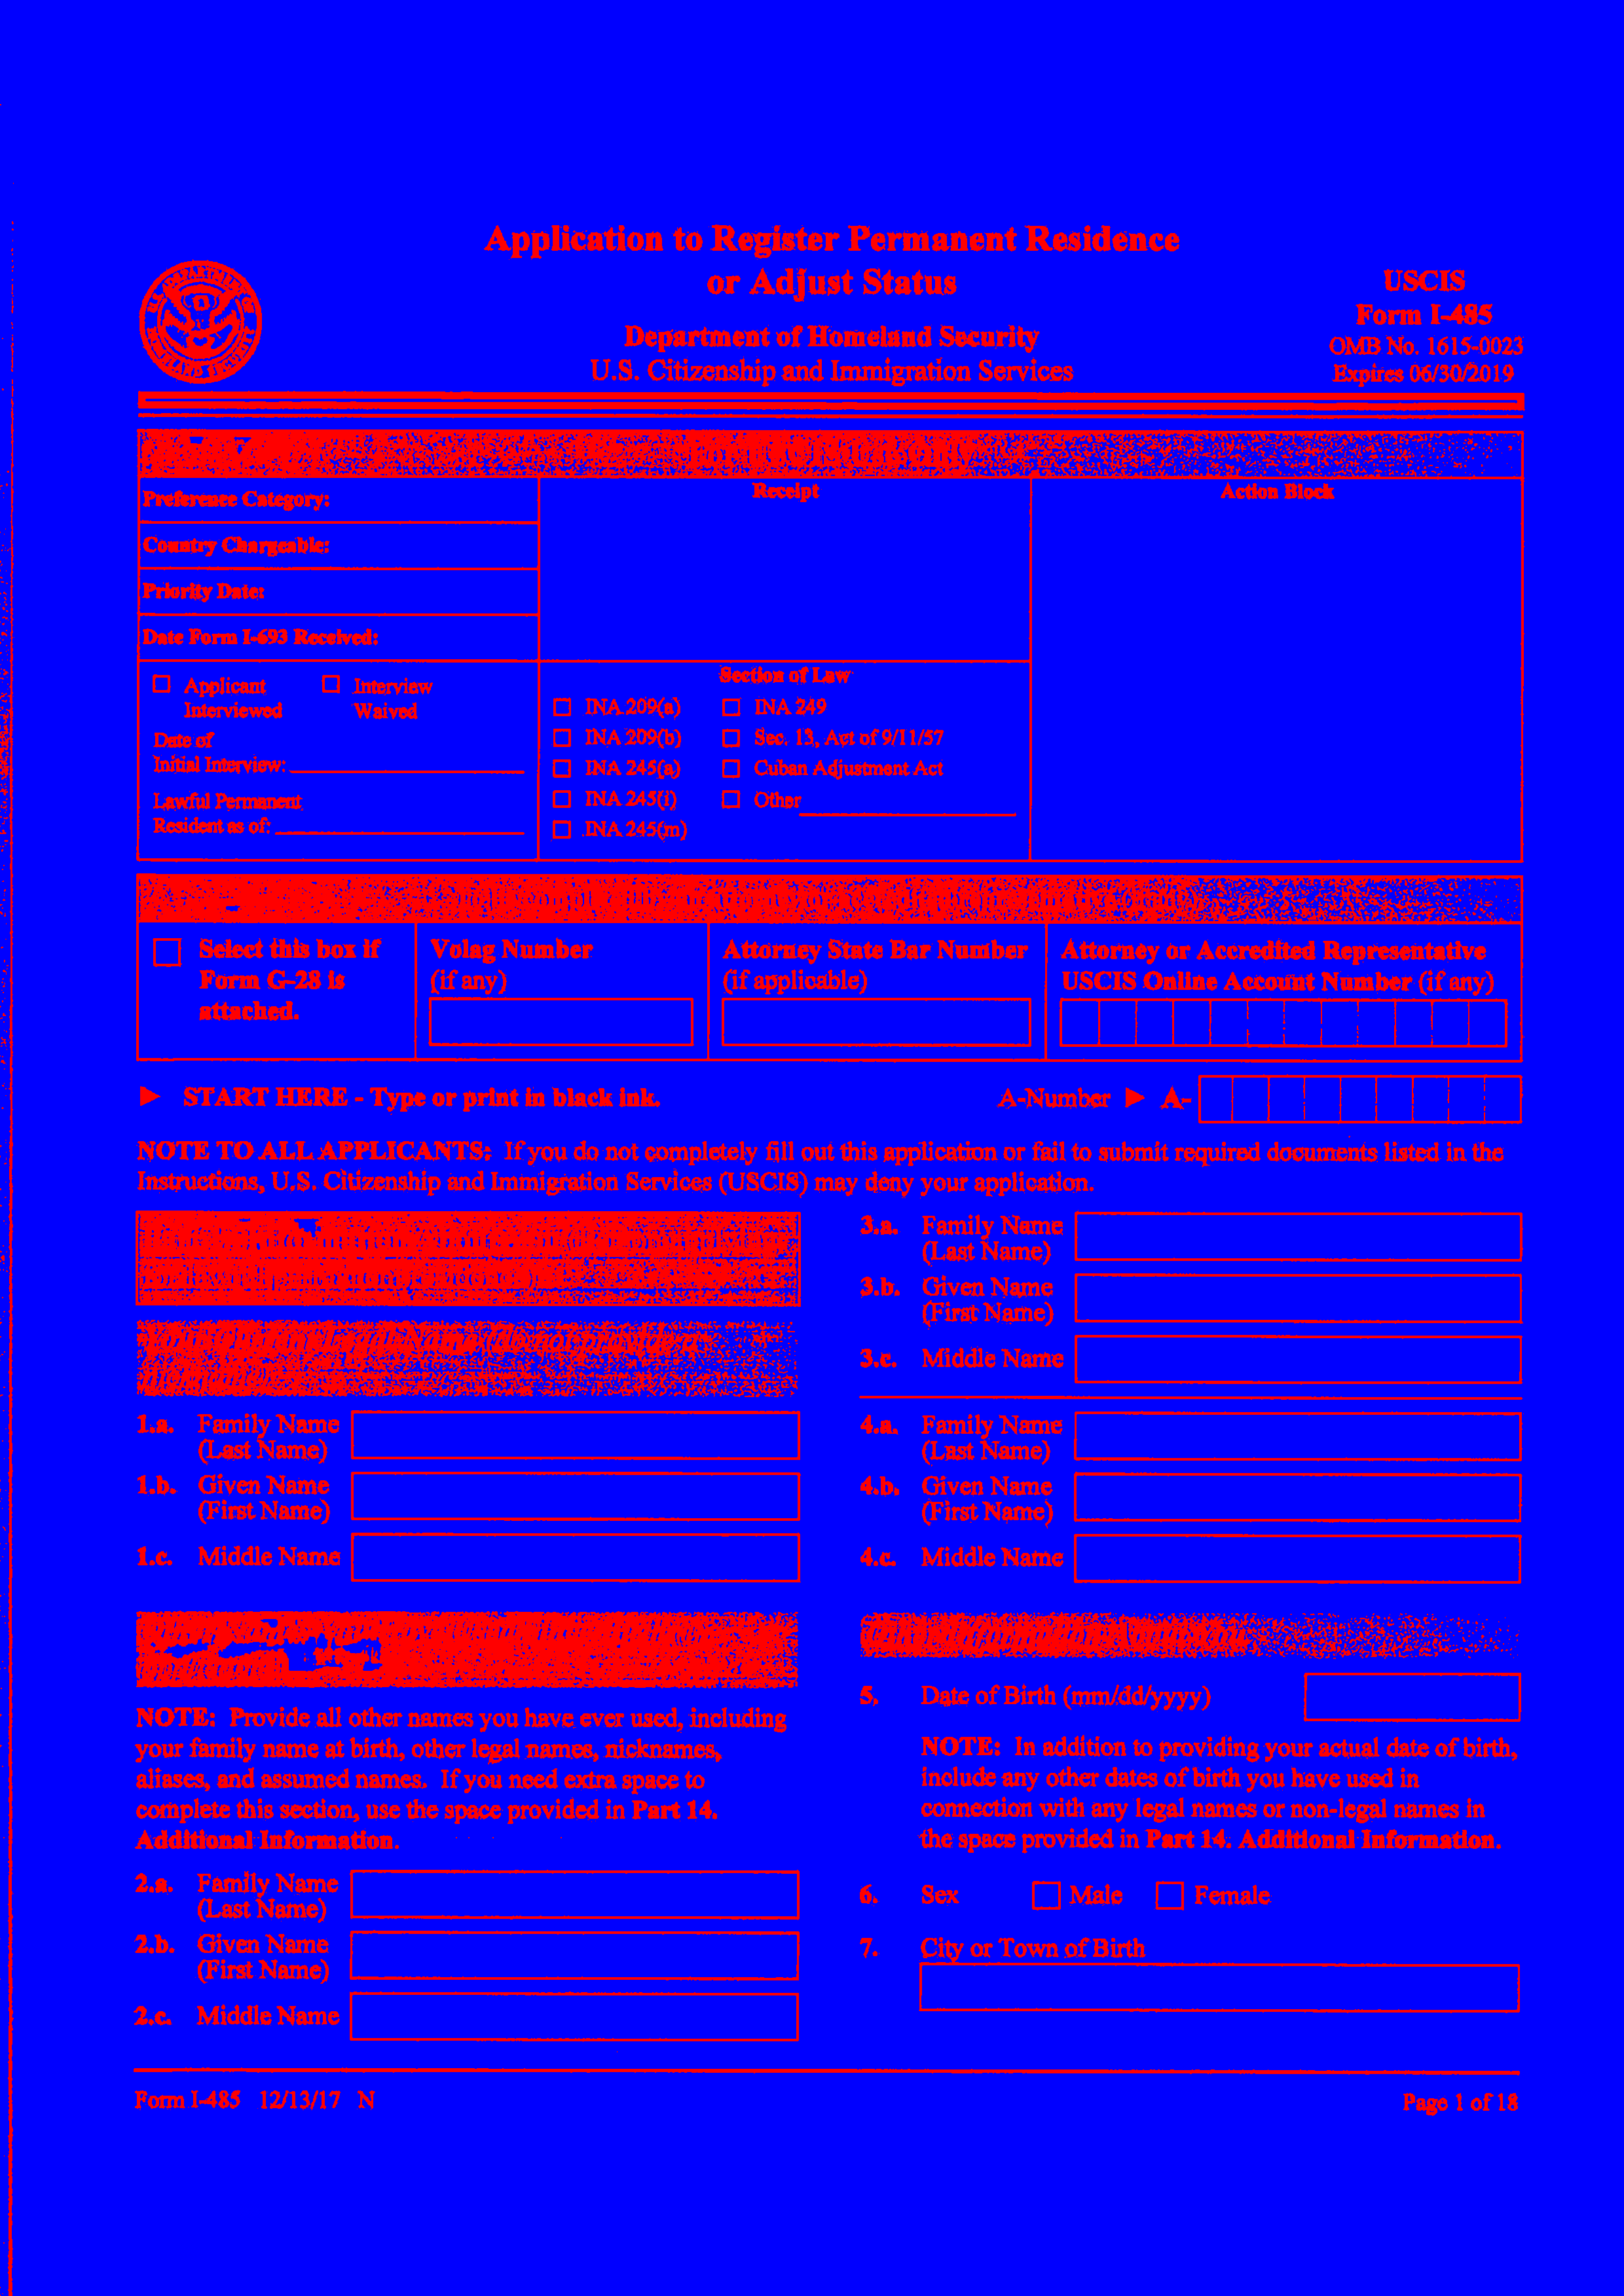 Application to Register Permanent Residence
or Adjust Status
Department of Homeland Security
U.S. Citizenship and Immigration Services
USCIS
Form I-485
OMB No. 1615-0023
Expires 06/30/2019
Preference Category:
Country Chargeable:
Priority Date:
Date Form I-693 Received:
Receipt
Action Block
Applicant Interviewed
Interview Waived
Date of
Initial Interview:
Lawful Permanent
Resident as of:
Section of Law
INA 209(a)
INA 209(b)
INA 245(a)
INA 245(i)
INA 245(m)
INA 249
Sec. 13, Act of 9/11/57
Cuban Adjustment Act
Other
Select this box if
Form G-28 is
attached.
Volag Number
(if any)
Attorney State Bar Number
(if applicable)
Attorney or Accredited Representative
USCIS Online Account Number (if any)
► START HERE - Type or print in black ink.
A-Number ► A-
NOTE TO ALL APPLICANTS: If you do not completely fill out this application or fail to submit required documents listed in the
Instructions, U.S. Citizenship and Immigration Services (USCIS) may deny your application.
1.a. Family Name
(Last Name)
1.b. Given Name
(First Name)
1.c. Middle Name
NOTE: Provide all other names you have ever used, including
your family name at birth, other legal names, nicknames,
aliases, and assumed names. If you need extra space to
complete this section, use the space provided in Part 14.
Additional Information.
2.a. Family Name
(Last Name)
2.b. Given Name
(First Name)
2.c. Middle Name
3.a. Family Name
(Last Name)
3.b. Given Name
(First Name)
3.c. Middle Name
4.a. Family Name
(Last Name)
4.b. Given Name
(First Name)
4.c. Middle Name
5. Date of Birth (mm/dd/yyyy)
NOTE: In addition to providing your actual date of birth,
include any other dates of birth you have used in
connection with any legal names or non-legal names in
the space provided in Part 14. Additional Information.
6. Sex Male Female
7. City or Town of Birth
Form I-485 12/13/17 N
Page 1 of 18